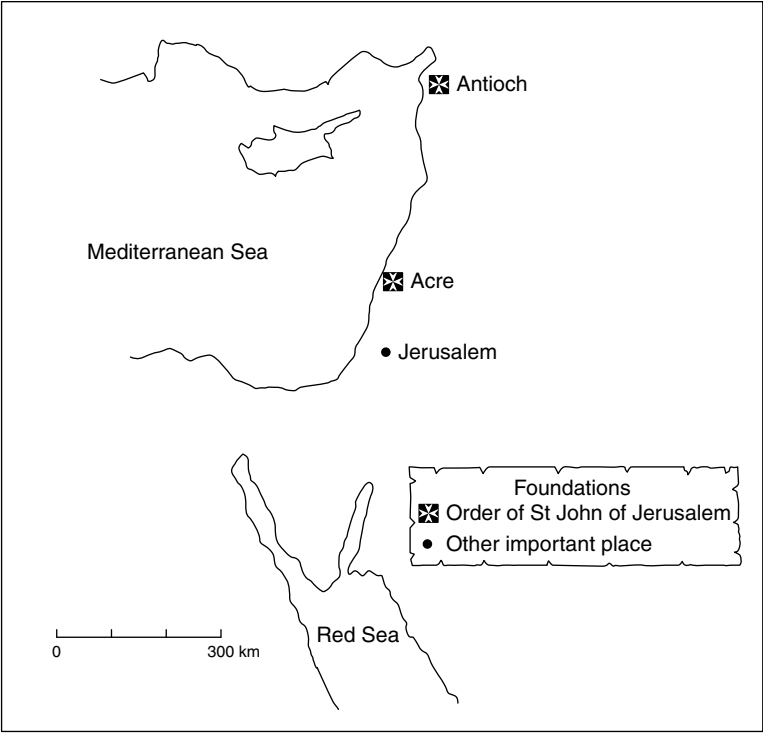 Antioch
Mediterranean Sea
Acre
Jerusalem
Foundations
Order of St John of Jerusalem
Other important place
Red Sea
0
300 km